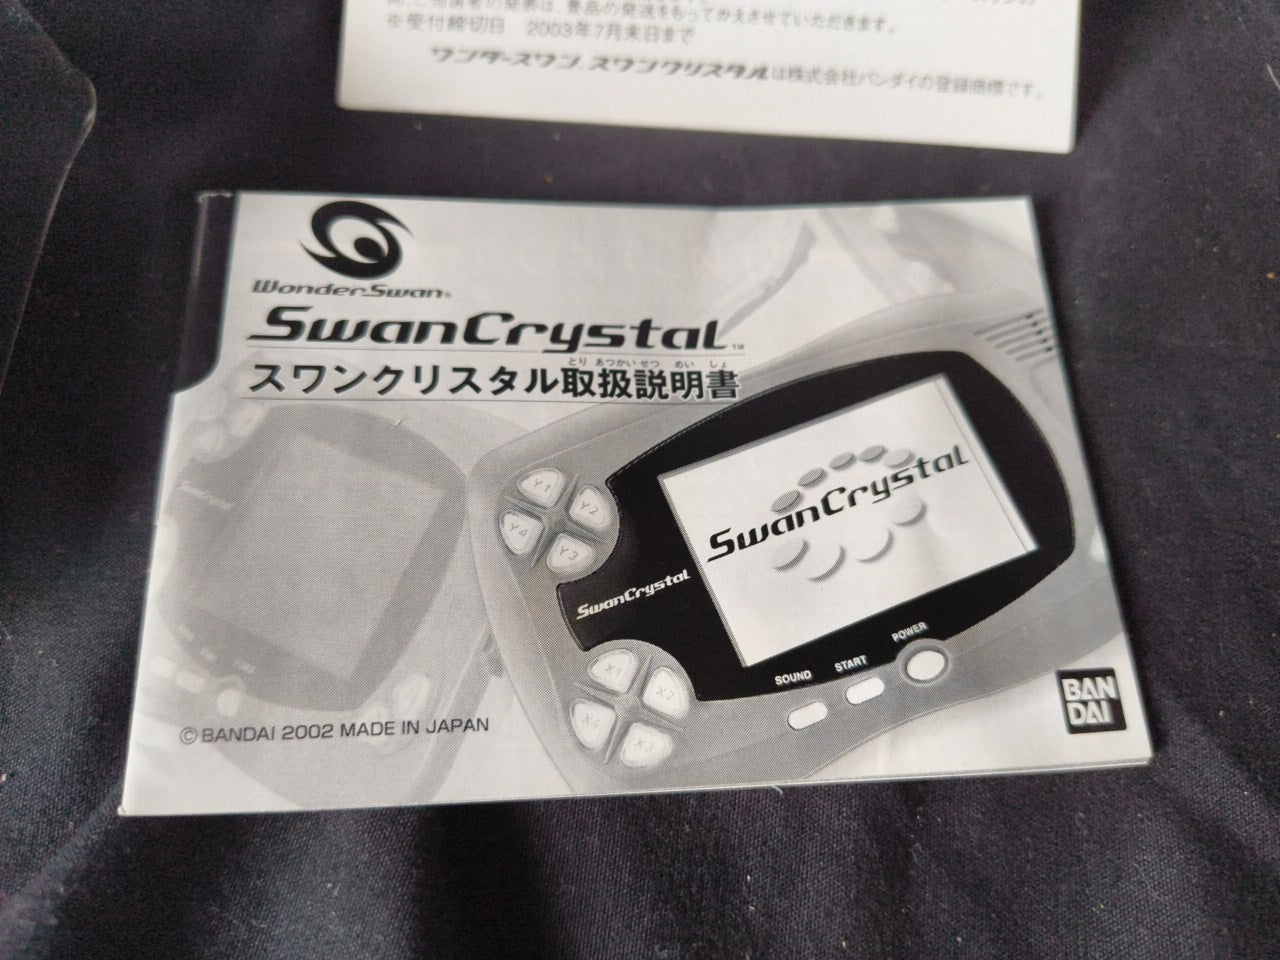 ※受付締切日　2003年7月末日まで
ワンダースワン、スワンクリスタルは株式会社バンダイの登録商標です。
WonderSwan®
SwanCrystal™
とり あつかい せつ めい しょ
スワンクリスタル取扱説明書
SwanCrystal
Y1
Y2
Y4
Y3
SwanCrystal
X1
X2
X4
X3
SOUND
START
POWER
©BANDAI 2002 MADE IN JAPAN
BAN
DAI